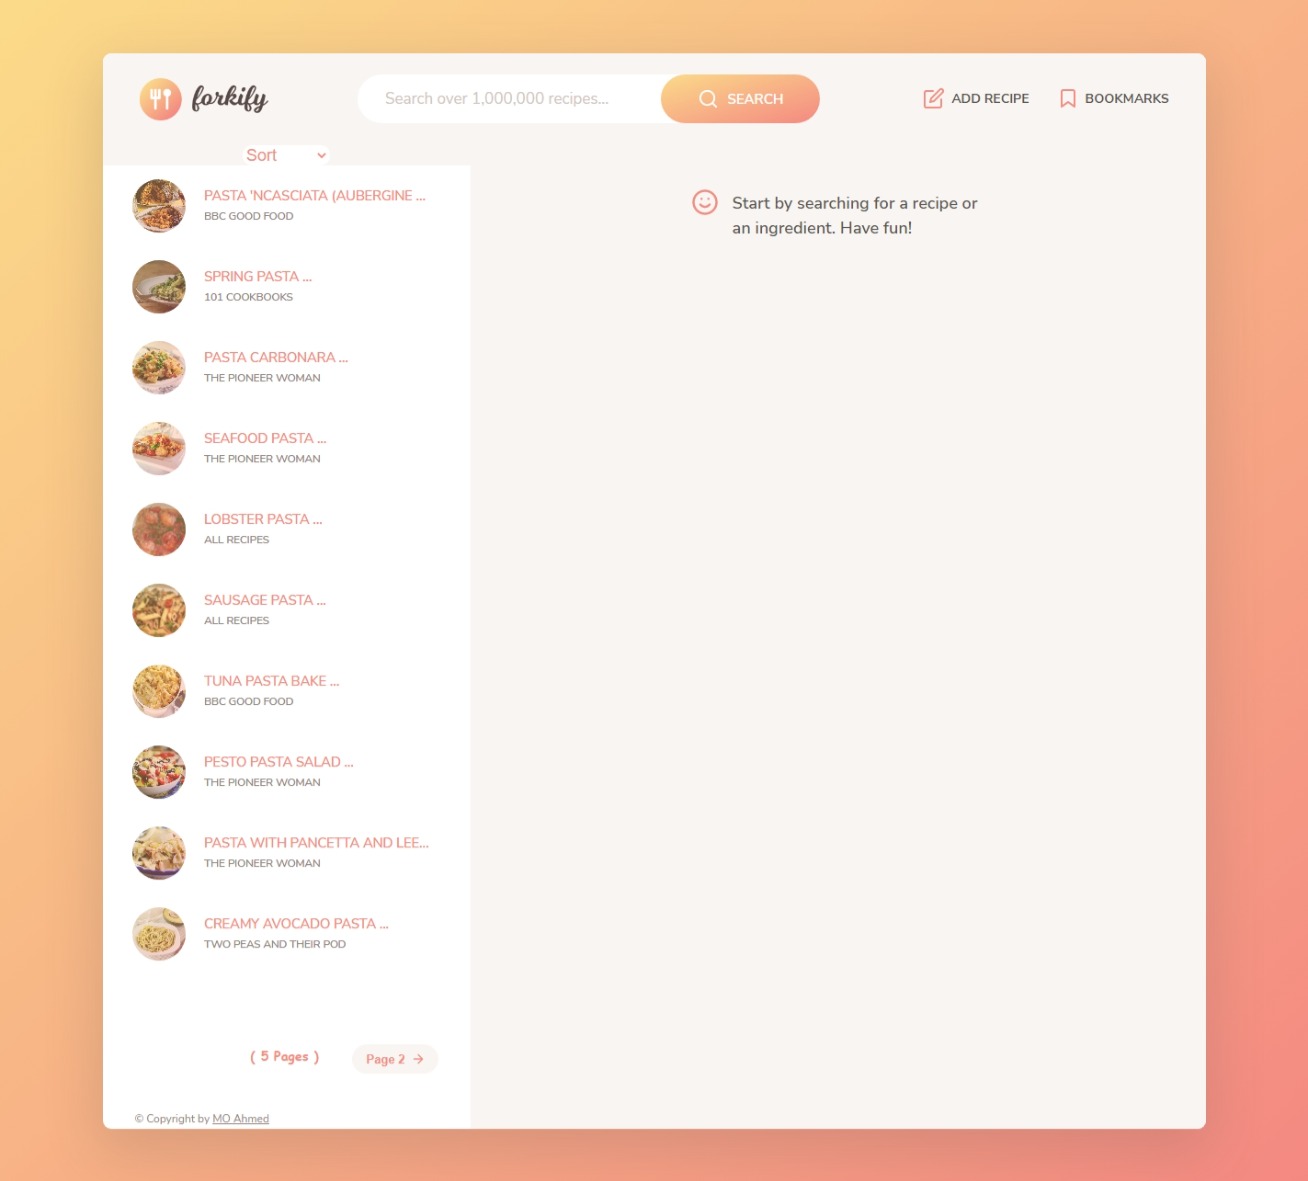 forkify
Search over 1,000,000 recipes...
SEARCH
ADD RECIPE
BOOKMARKS
Sort
PASTA 'NCASCIATA (AUBERGINE ...
BBC GOOD FOOD
SPRING PASTA ...
101 COOKBOOKS
PASTA CARBONARA ...
THE PIONEER WOMAN
SEAFOOD PASTA ...
THE PIONEER WOMAN
LOBSTER PASTA ...
ALL RECIPES
SAUSAGE PASTA ...
ALL RECIPES
TUNA PASTA BAKE ...
BBC GOOD FOOD
PESTO PASTA SALAD ...
THE PIONEER WOMAN
PASTA WITH PANCETTA AND LEE...
THE PIONEER WOMAN
CREAMY AVOCADO PASTA ...
TWO PEAS AND THEIR POD
( 5 Pages )
Page 2
© Copyright by MO Ahmed
Start by searching for a recipe or
an ingredient. Have fun!